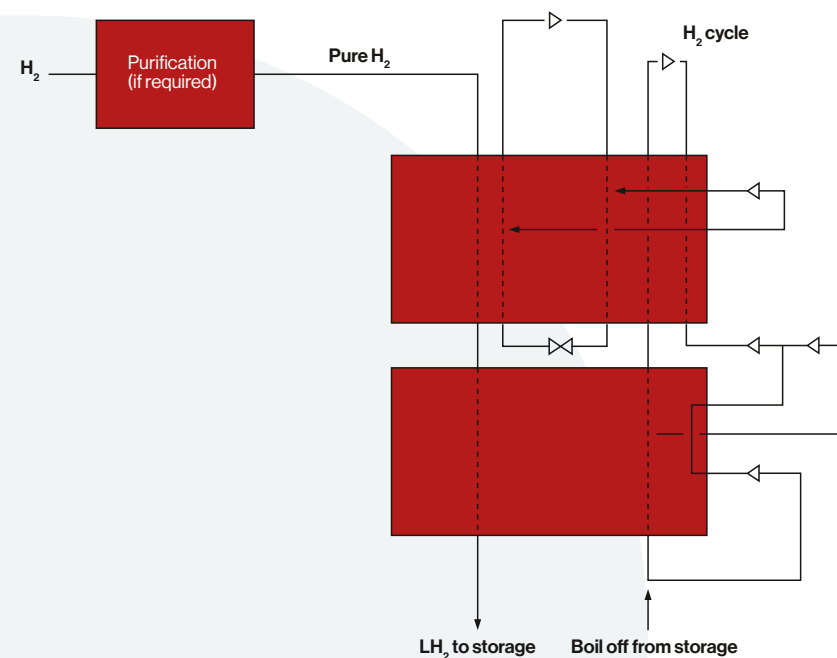 H₂
Purification
(if required)
Pure H₂
H₂ cycle
LH₂ to storage
Boil off from storage